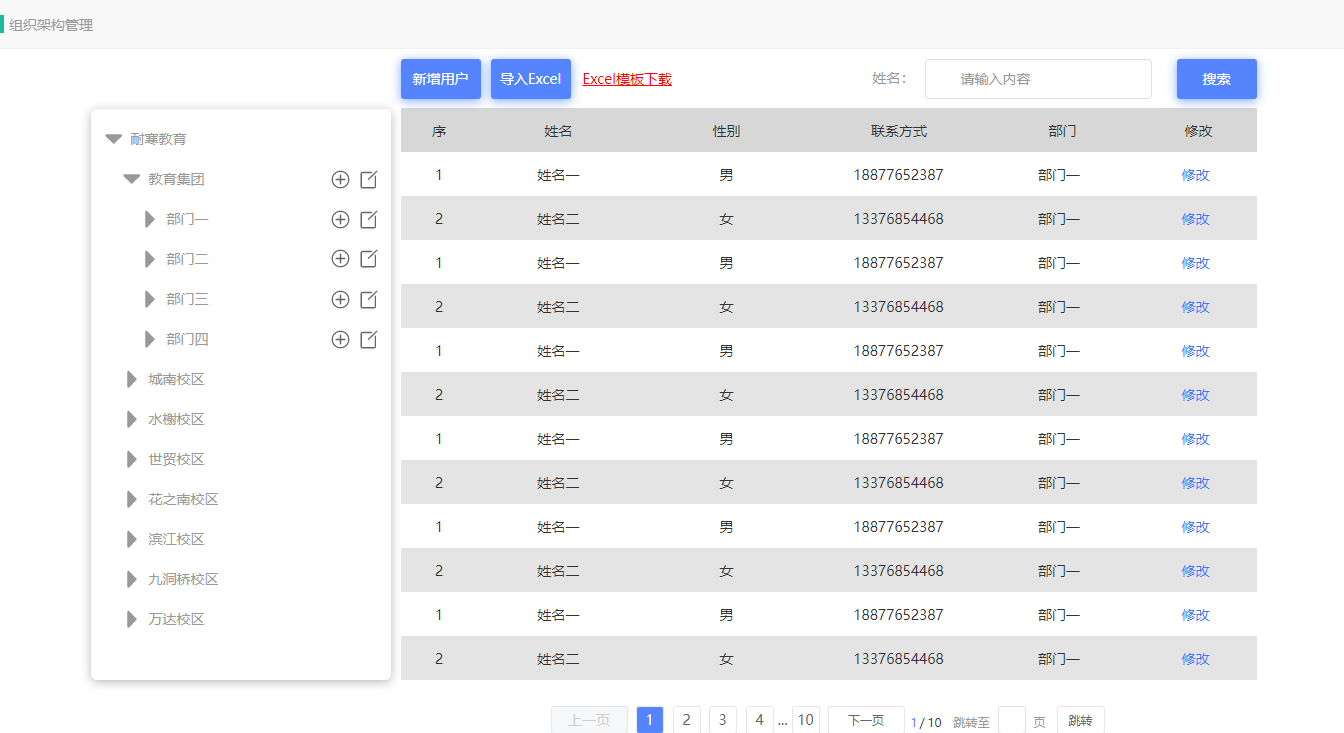 组织架构管理
新增用户 导入Excel Excel模板下载 姓名： 请输入内容 搜索
耐寒教育
教育集团
部门一
部门二
部门三
部门四
城南校区
水榭校区
世贸校区
花之南校区
滨江校区
九洞桥校区
万达校区
序 姓名 性别 联系方式 部门 修改
1 姓名一 男 18877652387 部门一 修改
2 姓名二 女 13376854468 部门一 修改
1 姓名一 男 18877652387 部门一 修改
2 姓名二 女 13376854468 部门一 修改
1 姓名一 男 18877652387 部门一 修改
2 姓名二 女 13376854468 部门一 修改
1 姓名一 男 18877652387 部门一 修改
2 姓名二 女 13376854468 部门一 修改
1 姓名一 男 18877652387 部门一 修改
2 姓名二 女 13376854468 部门一 修改
1 姓名一 男 18877652387 部门一 修改
2 姓名二 女 13376854468 部门一 修改
上一页 1 2 3 4 ... 10 下一页 1 / 10 跳转至 页 跳转